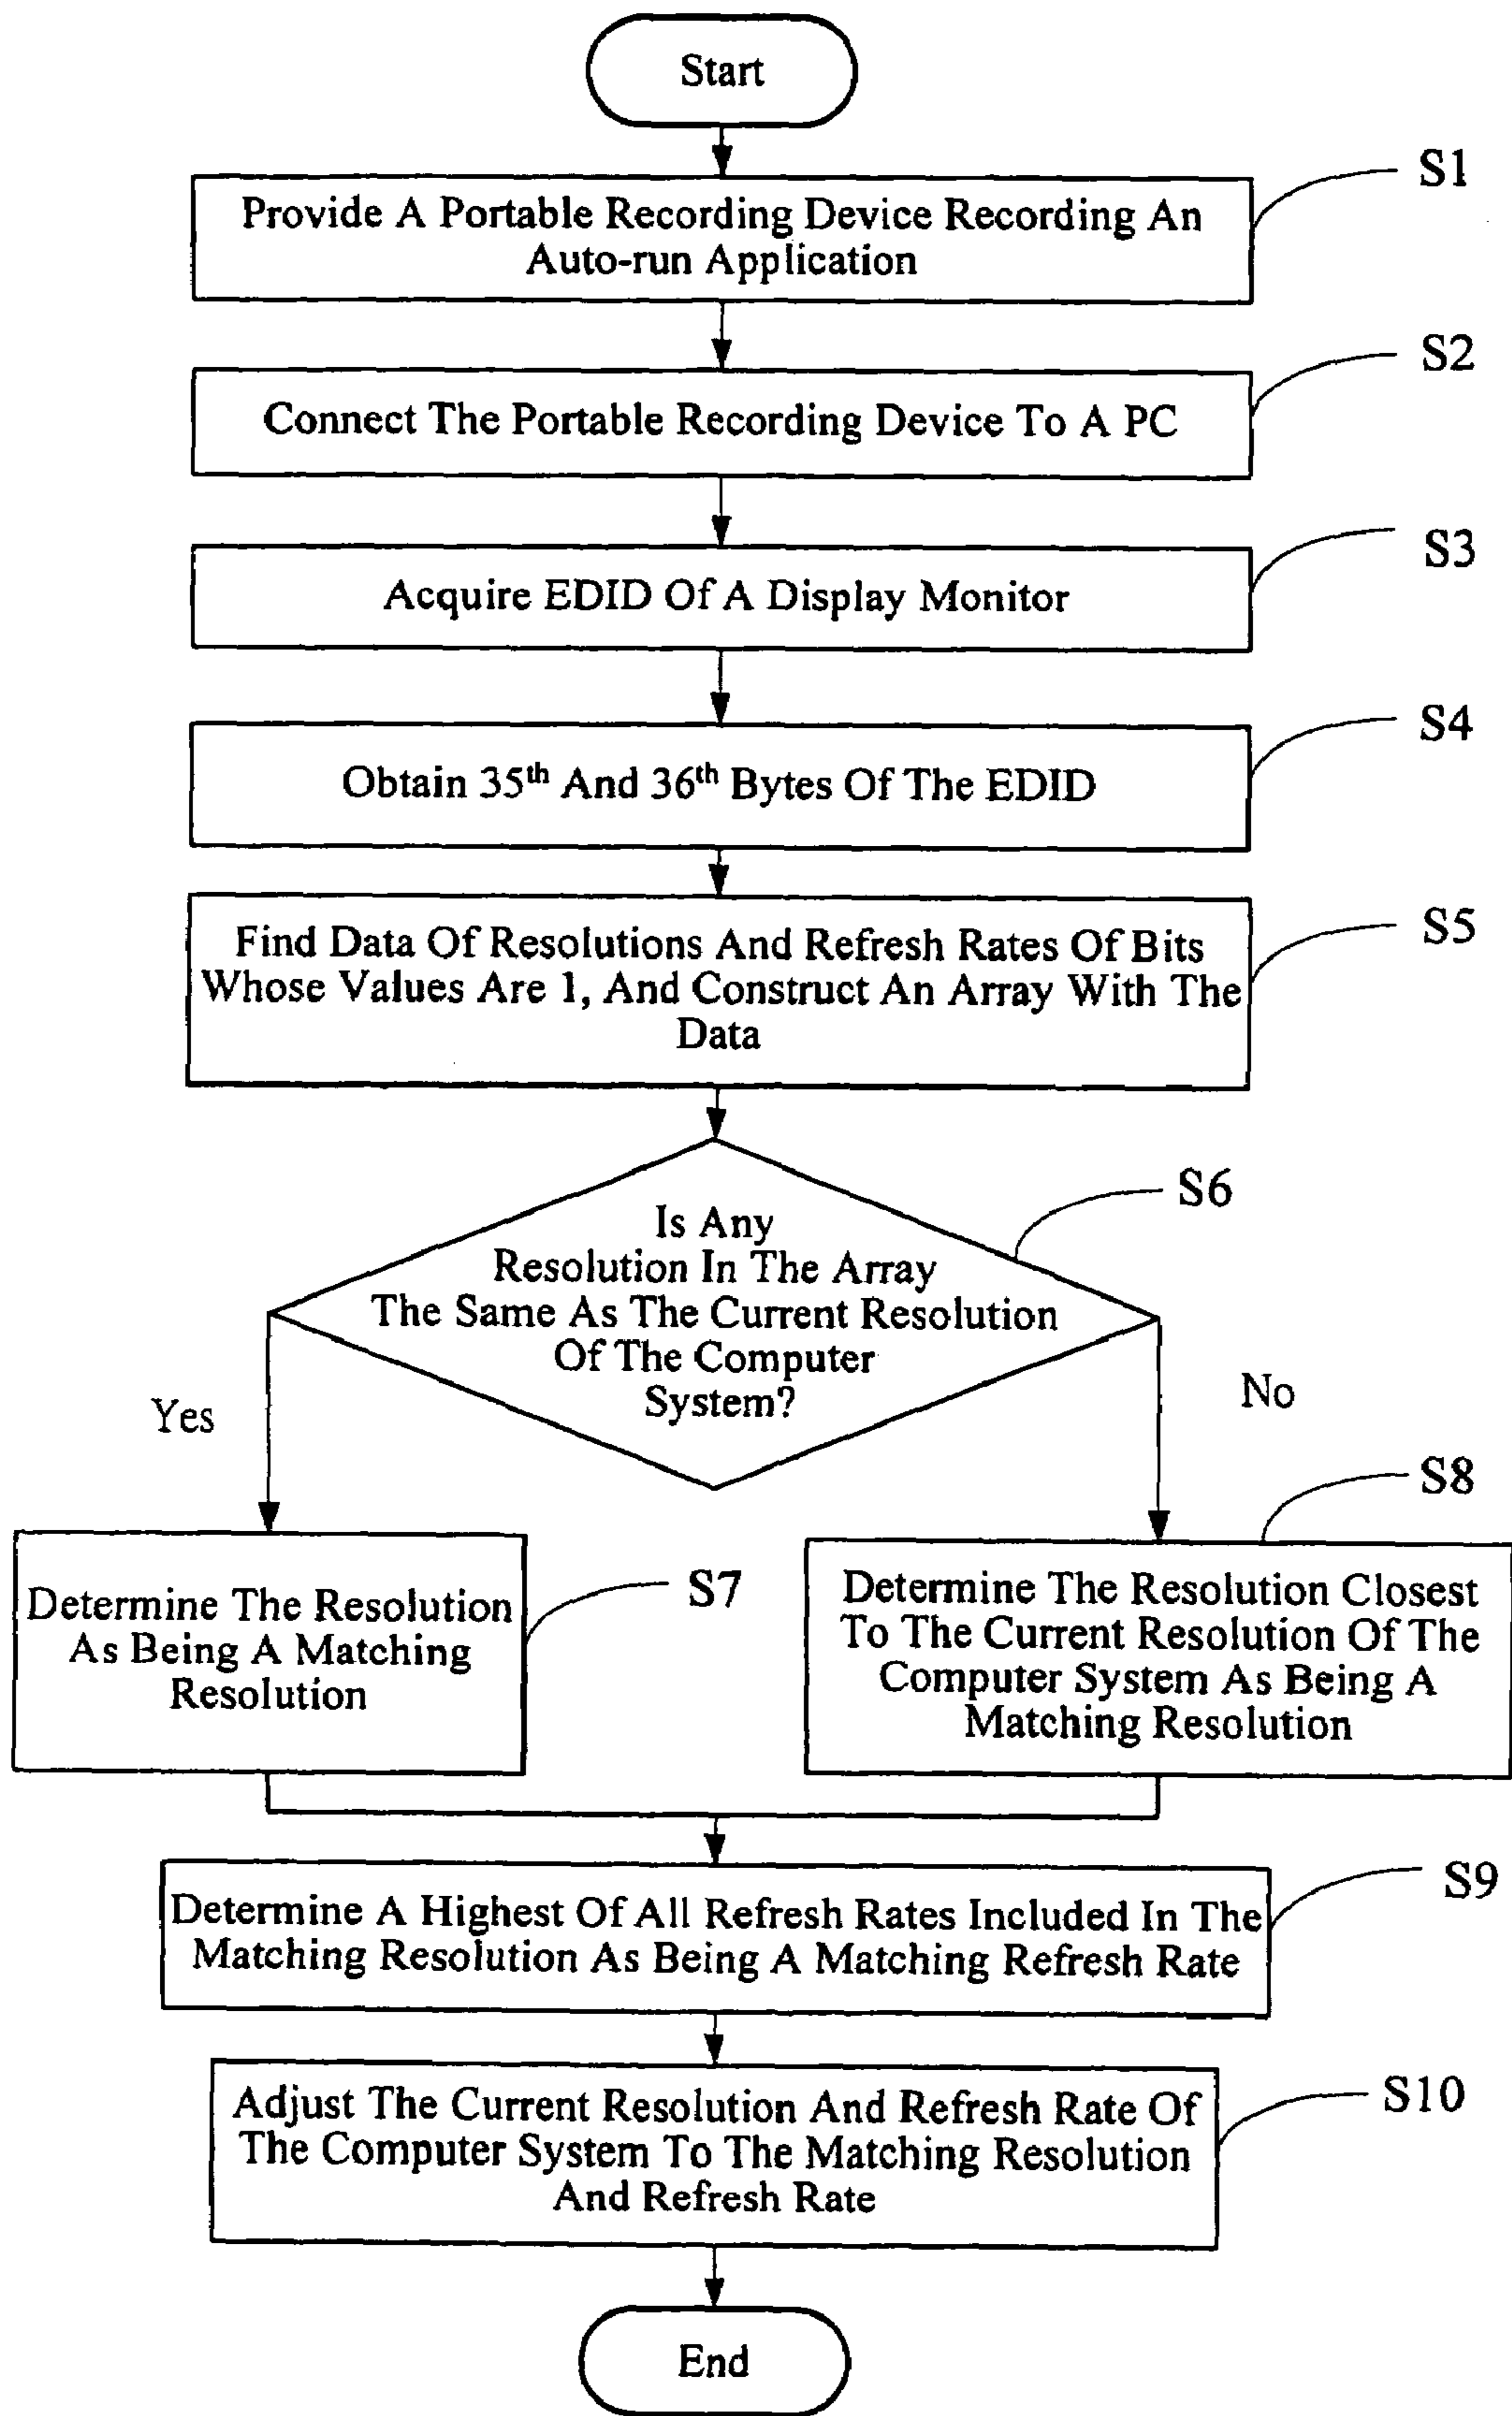 Start
S1
Provide A Portable Recording Device Recording An
Auto-run Application
S2
Connect The Portable Recording Device To A PC
S3
Acquire EDID Of A Display Monitor
S4
Obtain 35th And 36th Bytes Of The EDID
S5
Find Data Of Resolutions And Refresh Rates Of Bits
Whose Values Are 1, And Construct An Array With The
Data
S6
Is Any
Resolution In The Array
The Same As The Current Resolution
Of The Computer
System?
Yes
No
S7
Determine The Resolution
As Being A Matching
Resolution
S8
Determine The Resolution Closest
To The Current Resolution Of The
Computer System As Being A
Matching Resolution
S9
Determine A Highest Of All Refresh Rates Included In The
Matching Resolution As Being A Matching Refresh Rate
S10
Adjust The Current Resolution And Refresh Rate Of
The Computer System To The Matching Resolution
And Refresh Rate
End